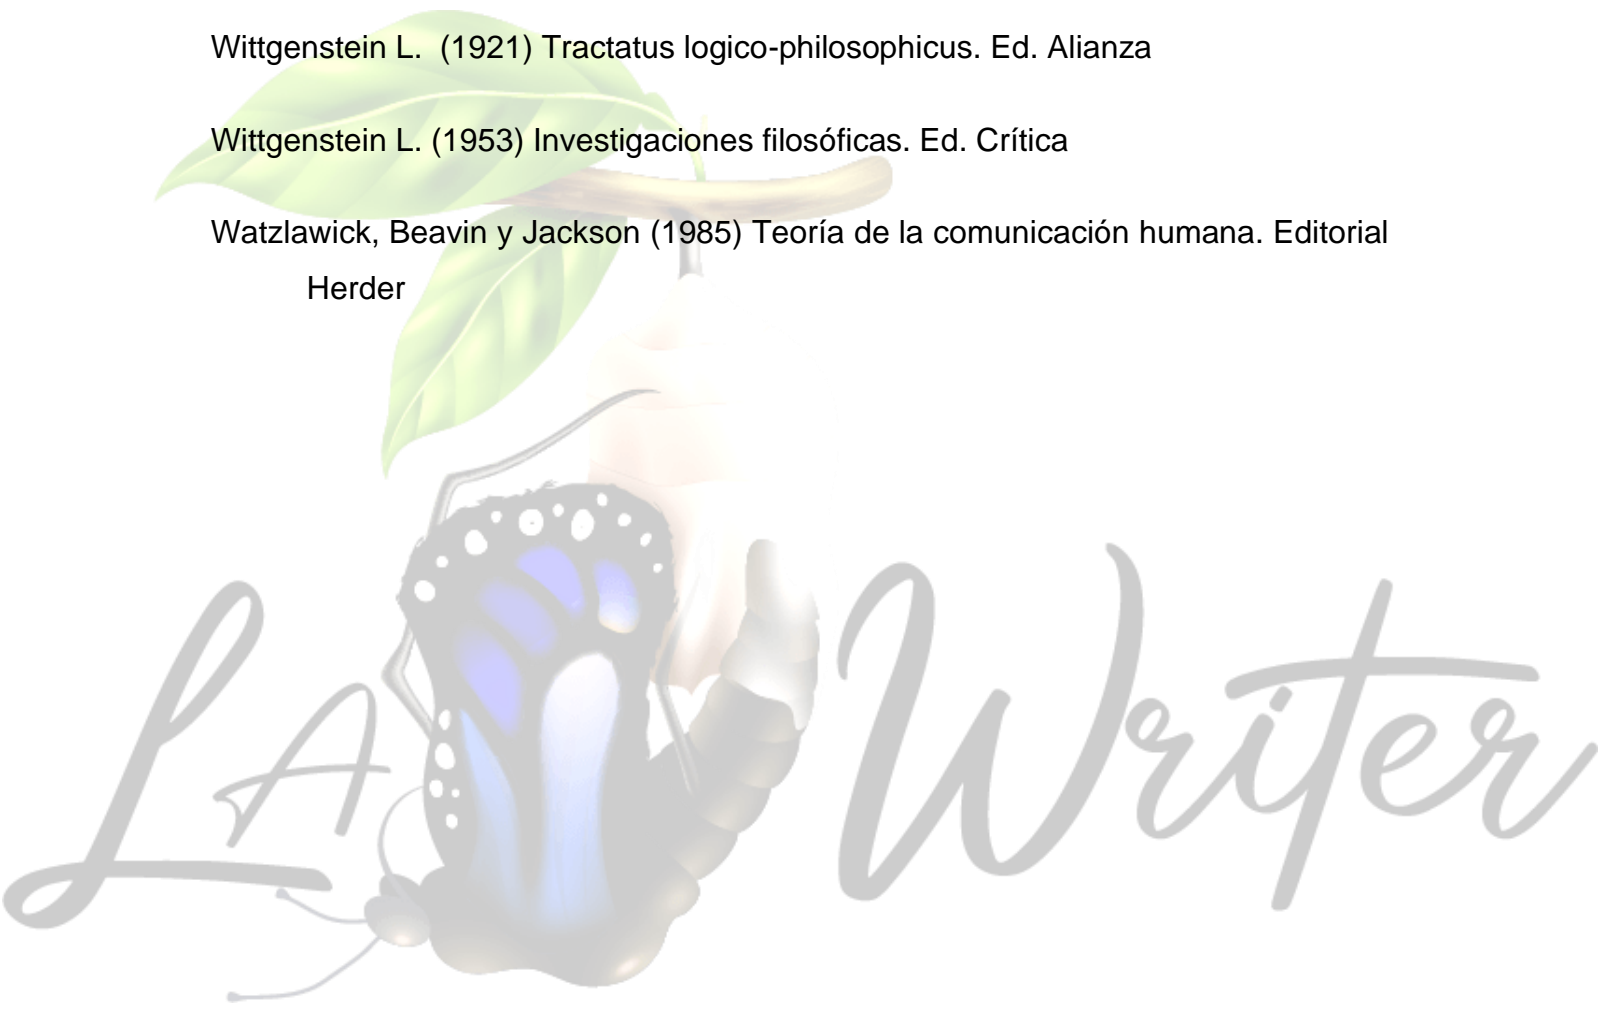 Wittgenstein L.  (1921) Tractatus logico-philosophicus. Ed. Alianza
Wittgenstein L. (1953) Investigaciones filosóficas. Ed. Crítica
Watzlawick, Beavin y Jackson (1985) Teoría de la comunicación humana. Editorial
Herder
LA Writer